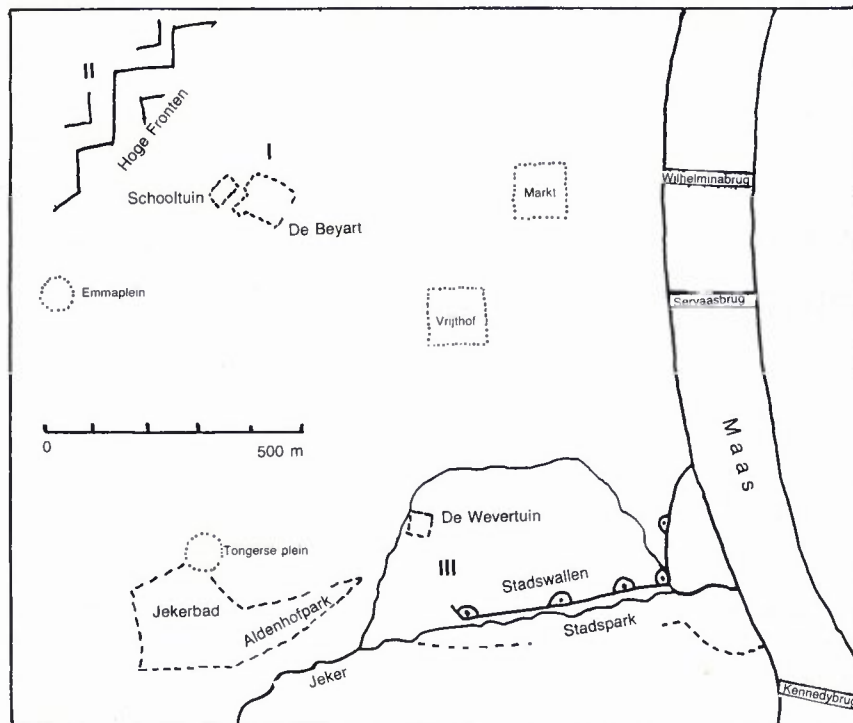 II
Hoge Fronten
I
Schooltuin
De Beyart
Markt
Wilhelminabrug
Emmaplein
Vrijthof
Servaasbrug
0
500 m
Maas
De Wevertuin
Tongerse plein
III
Stadswallen
Jekerbad
Aldenhofpark
Stadspark
Jeker
Kennedybrug